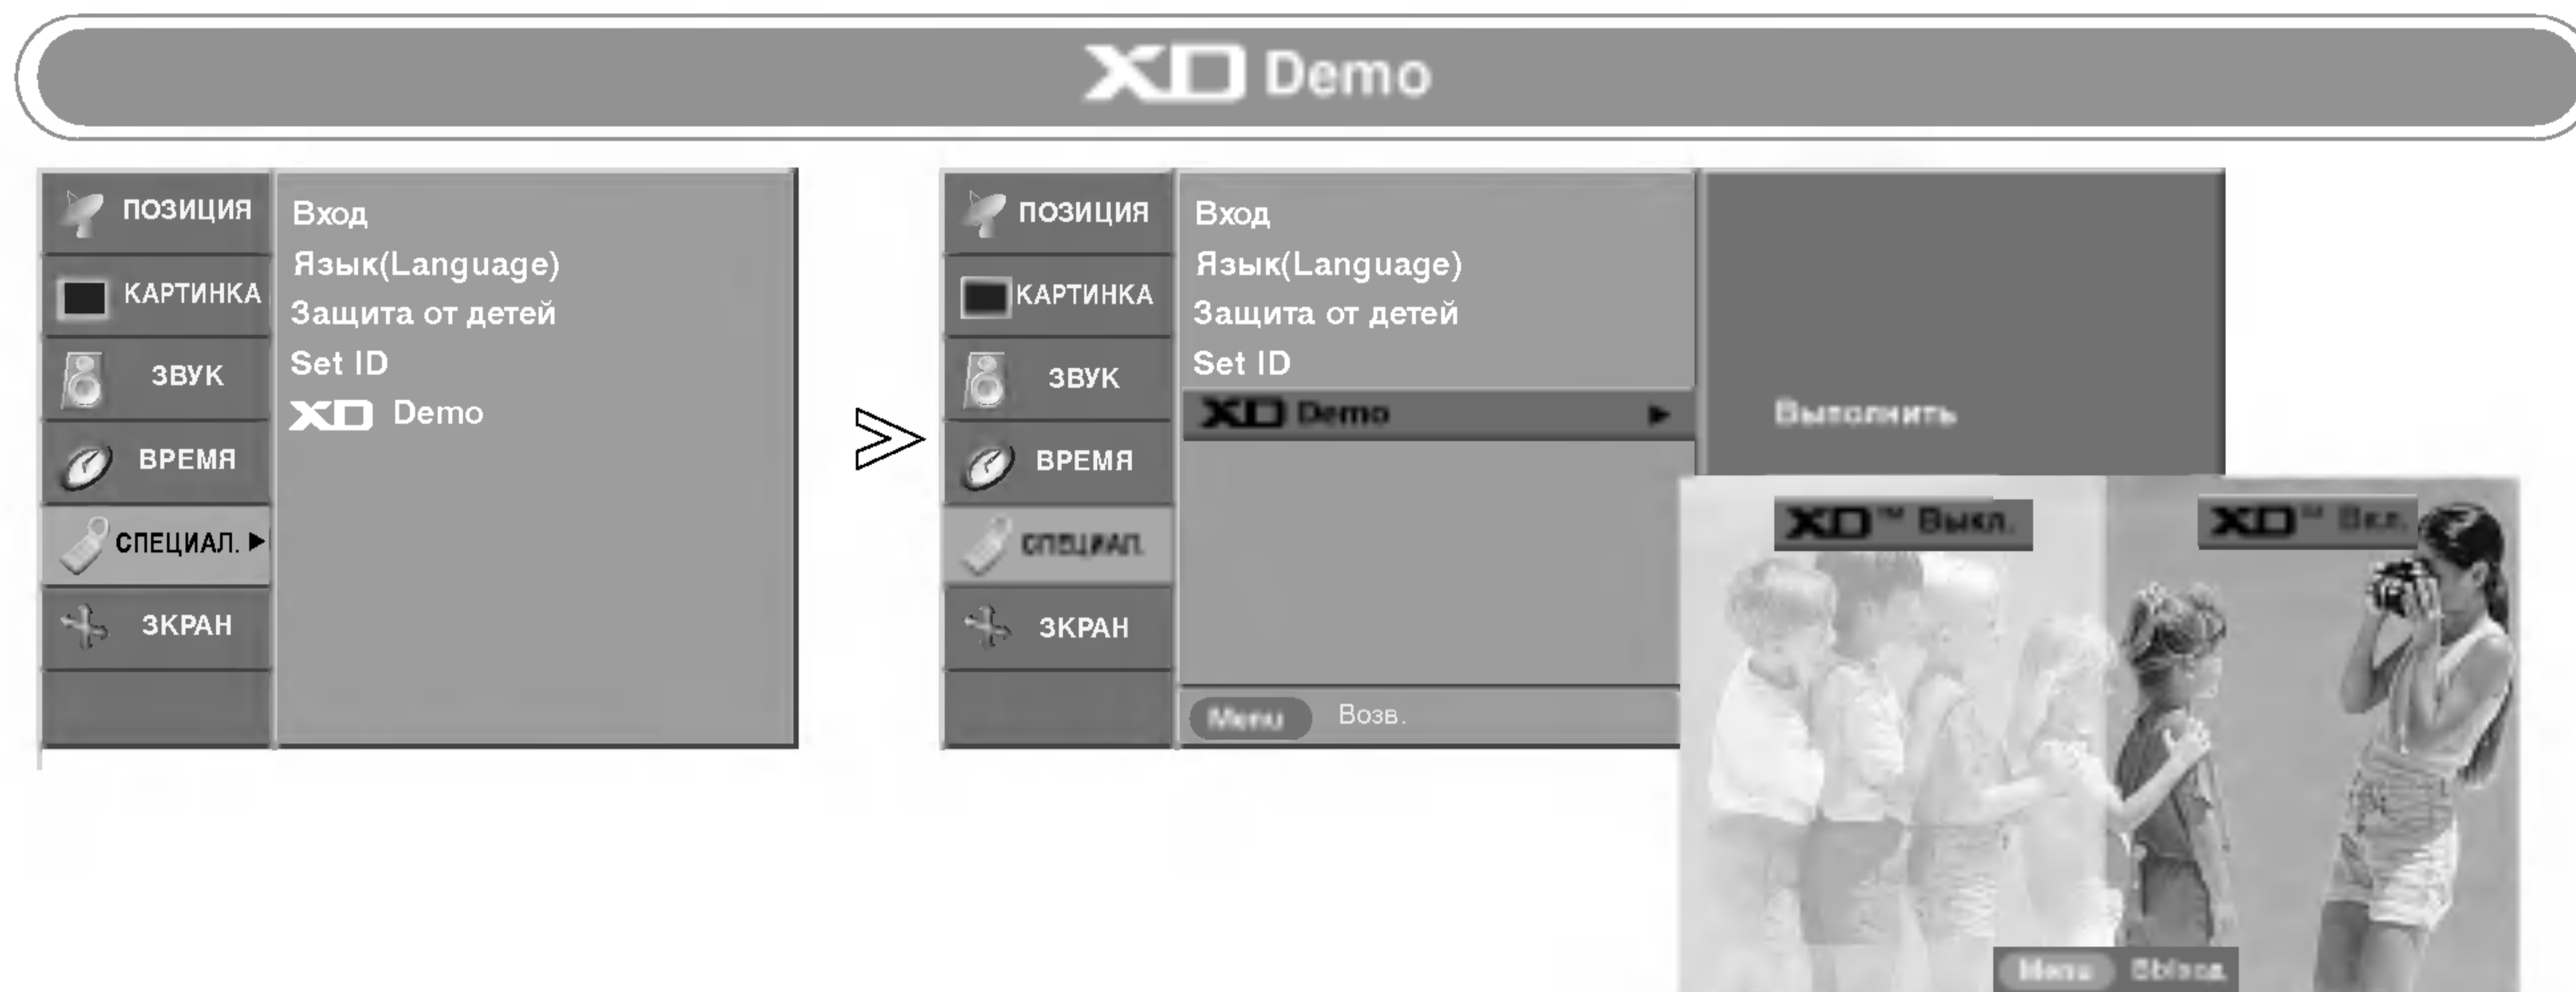 XD Demo
ПОЗИЦИЯ
КАРТИНКА
ЗВУК
ВРЕМЯ
СПЕЦИАЛ. ►
ЗКРАН
Вход
Язык(Language)
Защита от детей
Set ID
XD Demo
ПОЗИЦИЯ
КАРТИНКА
ЗВУК
ВРЕМЯ
СПЕЦИАЛ.
ЗКРАН
Вход
Язык(Language)
Защита от детей
Set ID
XD Demo ►
Menu Возв.
Выполнить
XD™ Выкл.
XD™ Вкл.
Menu